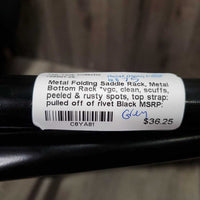 Metal Folding Saddle Rack, Metal
Bottom Rack *vgc, clean, scuffs,
peeled & rusty spots, top strap:
pulled off of rivet Black MSRP:
Grey
$36.25
C8YA81